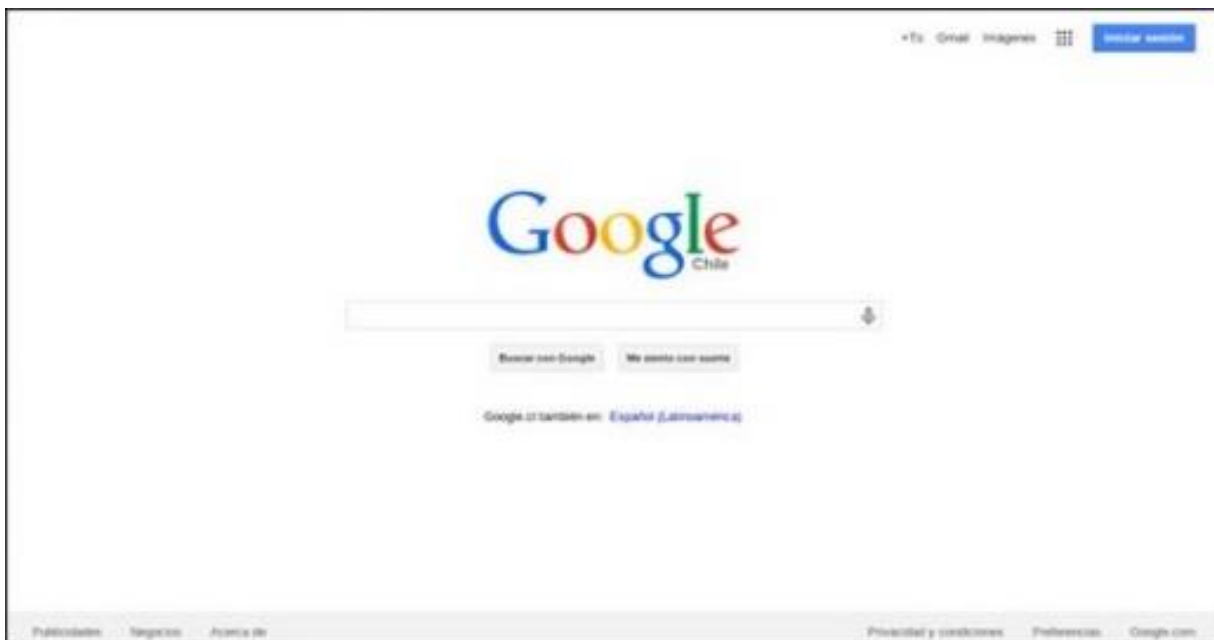 +Tú Gmail Imágenes Iniciar sesión
Google
Chile
Buscar con Google Me siento con suerte
Google.cl también en: Español (Latinoamérica)
Publicidades Negocios Acerca de Privacidad y condiciones Preferencias Google.com